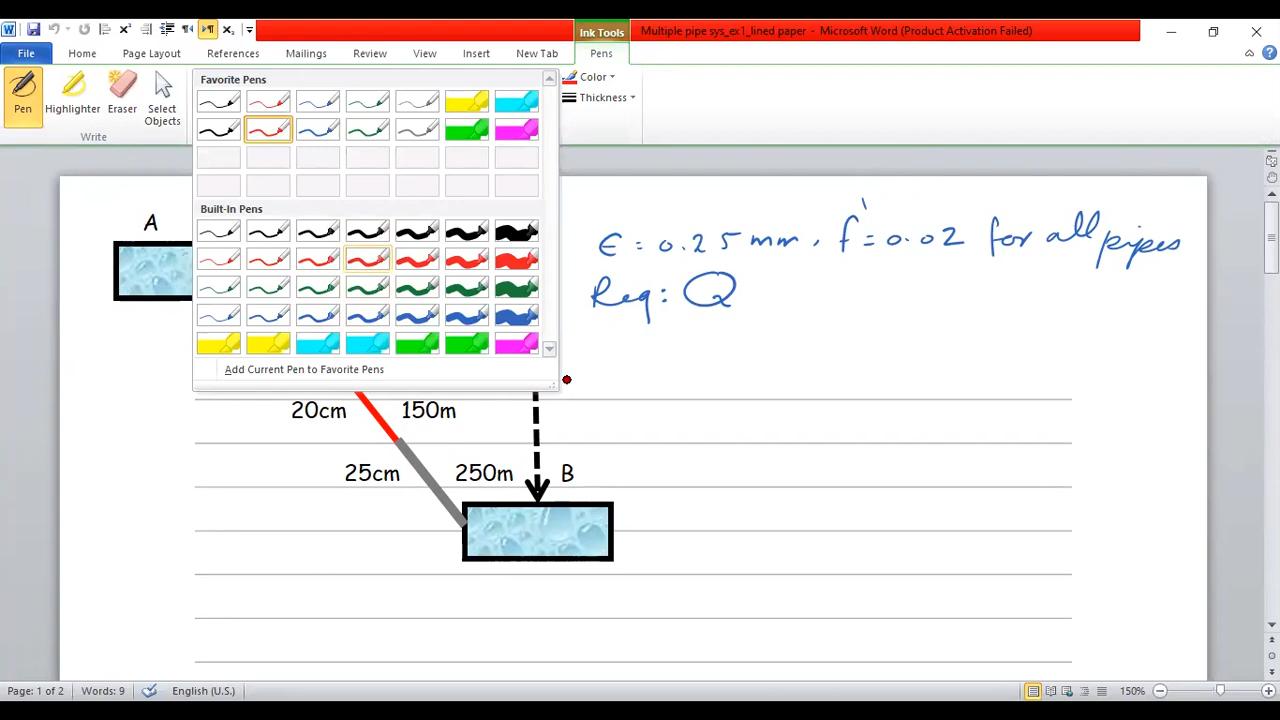 Ink Tools
Multiple pipe sys_ex1_lined paper - Microsoft Word (Product Activation Failed)
File Home Page Layout References Mailings Review View Insert New Tab Pens
Pen Highlighter Eraser Select Objects
Write
Favorite Pens
Built-In Pens
Add Current Pen to Favorite Pens
Color
Thickness
A
ϵ = 0.25 mm, f' = 0.02 for all pipes
Req: Q
20cm 150m
25cm 250m B
Page: 1 of 2 Words: 9 English (U.S.) 150%